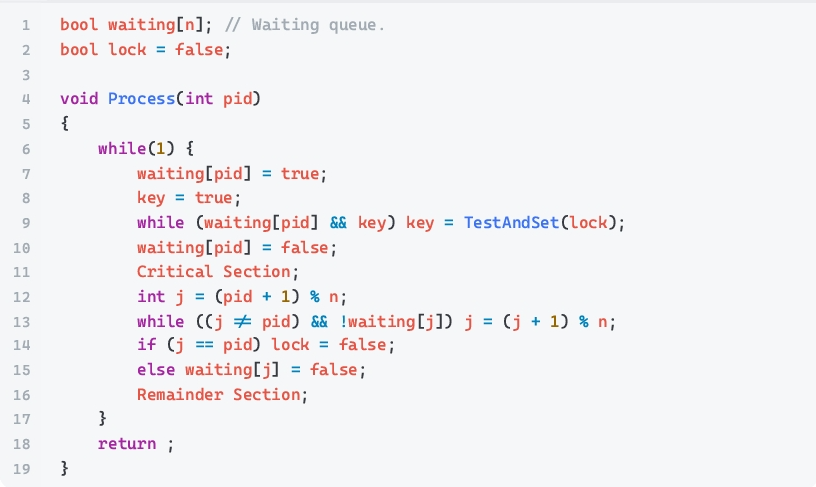 1 bool waiting[n]; // Waiting queue.
2 bool lock = false;
3
4 void Process(int pid)
5 {
6     while(1) {
7         waiting[pid] = true;
8         key = true;
9         while (waiting[pid] && key) key = TestAndSet(lock);
10         waiting[pid] = false;
11         Critical Section;
12         int j = (pid + 1) % n;
13         while ((j ≠ pid) && !waiting[j]) j = (j + 1) % n;
14         if (j == pid) lock = false;
15         else waiting[j] = false;
16         Remainder Section;
17     }
18     return ;
19 }